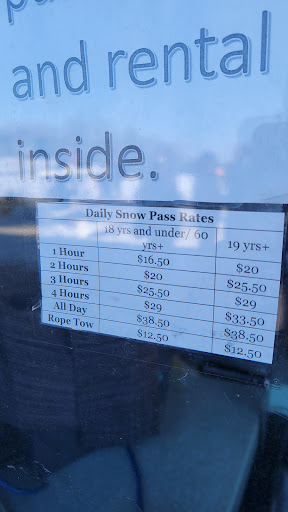 and rental
inside.
Daily Snow Pass Rates
18 yrs and under/ 60 yrs+ 19 yrs+
1 Hour $16.50 $20
2 Hours $20 $25.50
3 Hours $25.50 $29
4 Hours $29 $33.50
All Day $38.50 $38.50
Rope Tow $12.50 $12.50